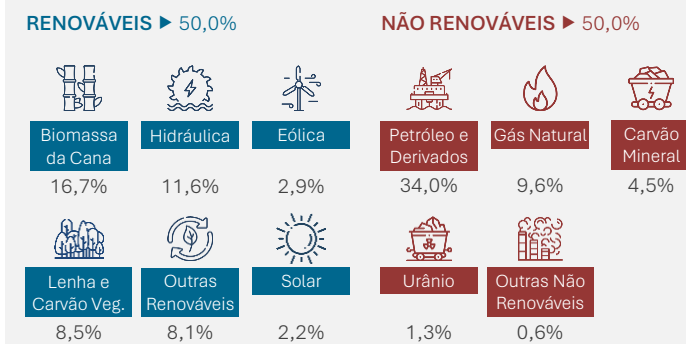 RENOVÁVEIS ▶ 50,0%
NÃO RENOVÁVEIS ▶ 50,0%
Biomassa
da Cana
16,7%
Hidráulica
11,6%
Eólica
2,9%
Petróleo e
Derivados
34,0%
Gás Natural
9,6%
Carvão
Mineral
4,5%
Lenha e
Carvão Veg.
8,5%
Outras
Renováveis
8,1%
Solar
2,2%
Urânio
1,3%
Outras Não
Renováveis
0,6%